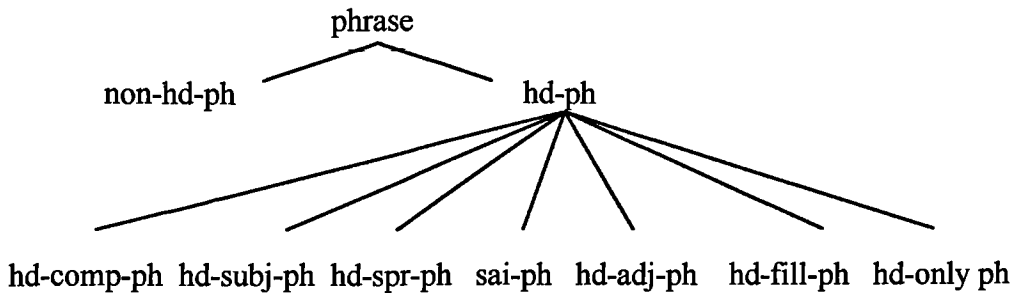 phrase
non-hd-ph hd-ph
hd-comp-ph hd-subj-ph hd-spr-ph sai-ph hd-adj-ph hd-fill-ph hd-only ph